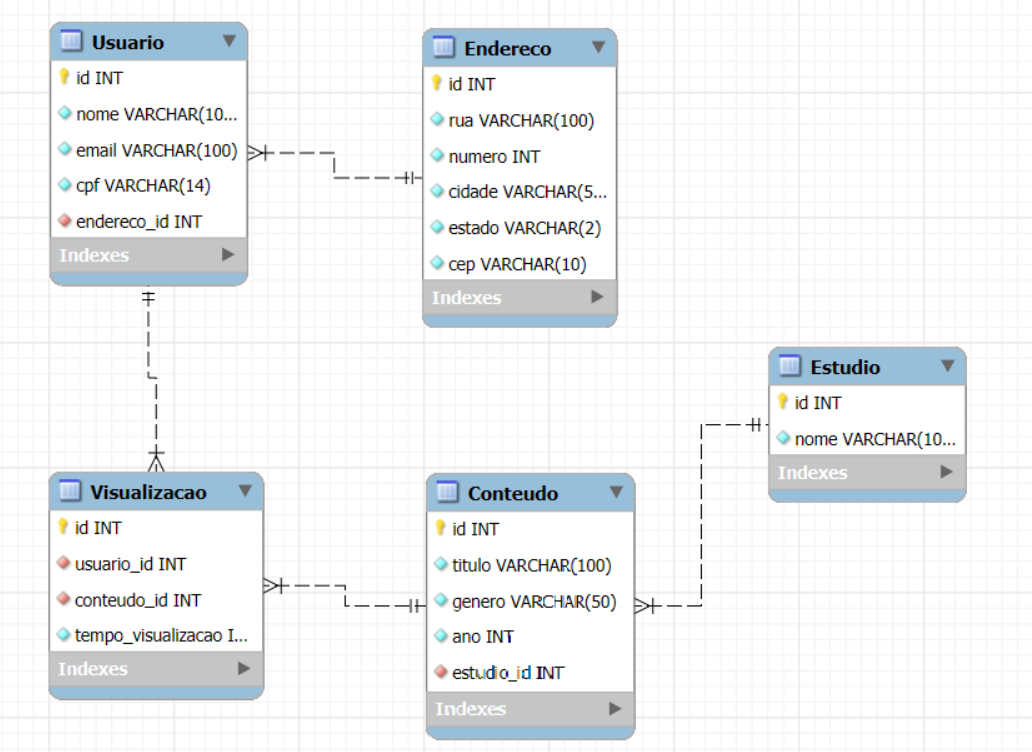 Usuario
id INT
nome VARCHAR(10...
email VARCHAR(100)
cpf VARCHAR(14)
endereco_id INT
Indexes
Endereco
id INT
rua VARCHAR(100)
numero INT
cidade VARCHAR(5...
estado VARCHAR(2)
cep VARCHAR(10)
Indexes
Estudio
id INT
nome VARCHAR(10...
Indexes
Visualizacao
id INT
usuario_id INT
conteudo_id INT
tempo_visualizacao I...
Indexes
Conteudo
id INT
titulo VARCHAR(100)
genero VARCHAR(50)
ano INT
estudio_id INT
Indexes